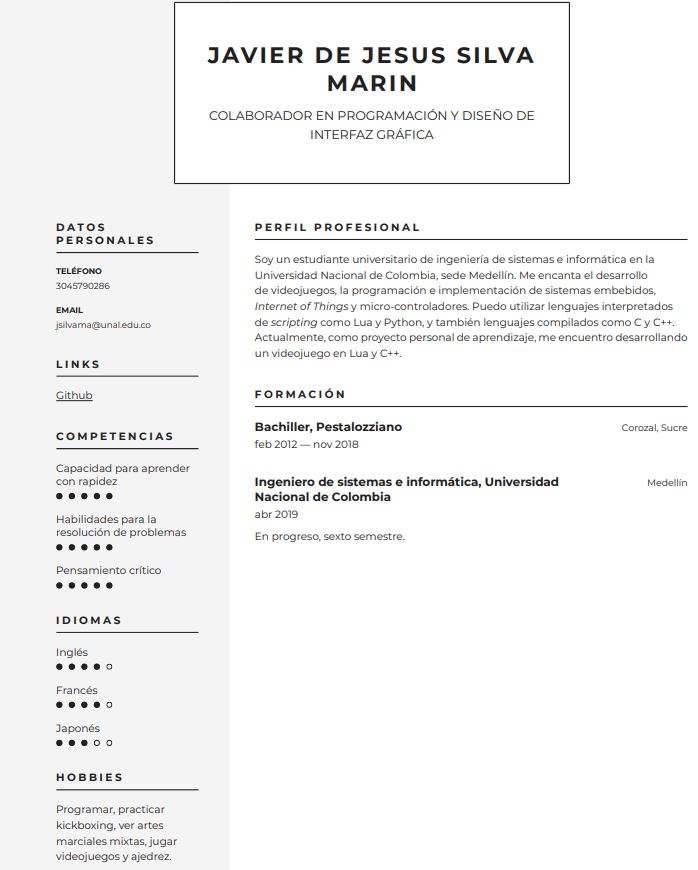 JAVIER DE JESUS SILVA
MARIN
COLABORADOR EN PROGRAMACIÓN Y DISEÑO DE
INTERFAZ GRÁFICA
DATOS
PERSONALES
TELÉFONO
3045790286
EMAIL
jsilvama@unal.edu.co
LINKS
Github
COMPETENCIAS
Capacidad para aprender
con rapidez
Habilidades para la
resolución de problemas
Pensamiento crítico
IDIOMAS
Inglés
Francés
Japonés
HOBBIES
Programar, practicar
kickboxing, ver artes
marciales mixtas, jugar
videojuegos y ajedrez.
PERFIL PROFESIONAL
Soy un estudiante universitario de ingeniería de sistemas e informática en la
Universidad Nacional de Colombia, sede Medellín. Me encanta el desarrollo
de videojuegos, la programación e implementación de sistemas embebidos,
Internet of Things y micro-controladores. Puedo utilizar lenguajes interpretados
de scripting como Lua y Python, y también lenguajes compilados como C y C++.
Actualmente, como proyecto personal de aprendizaje, me encuentro desarrollando
un videojuego en Lua y C++.
FORMACIÓN
Bachiller, Pestalozziano
Corozal, Sucre
feb 2012 — nov 2018
Ingeniero de sistemas e informática, Universidad
Nacional de Colombia
Medellín
abr 2019
En progreso, sexto semestre.